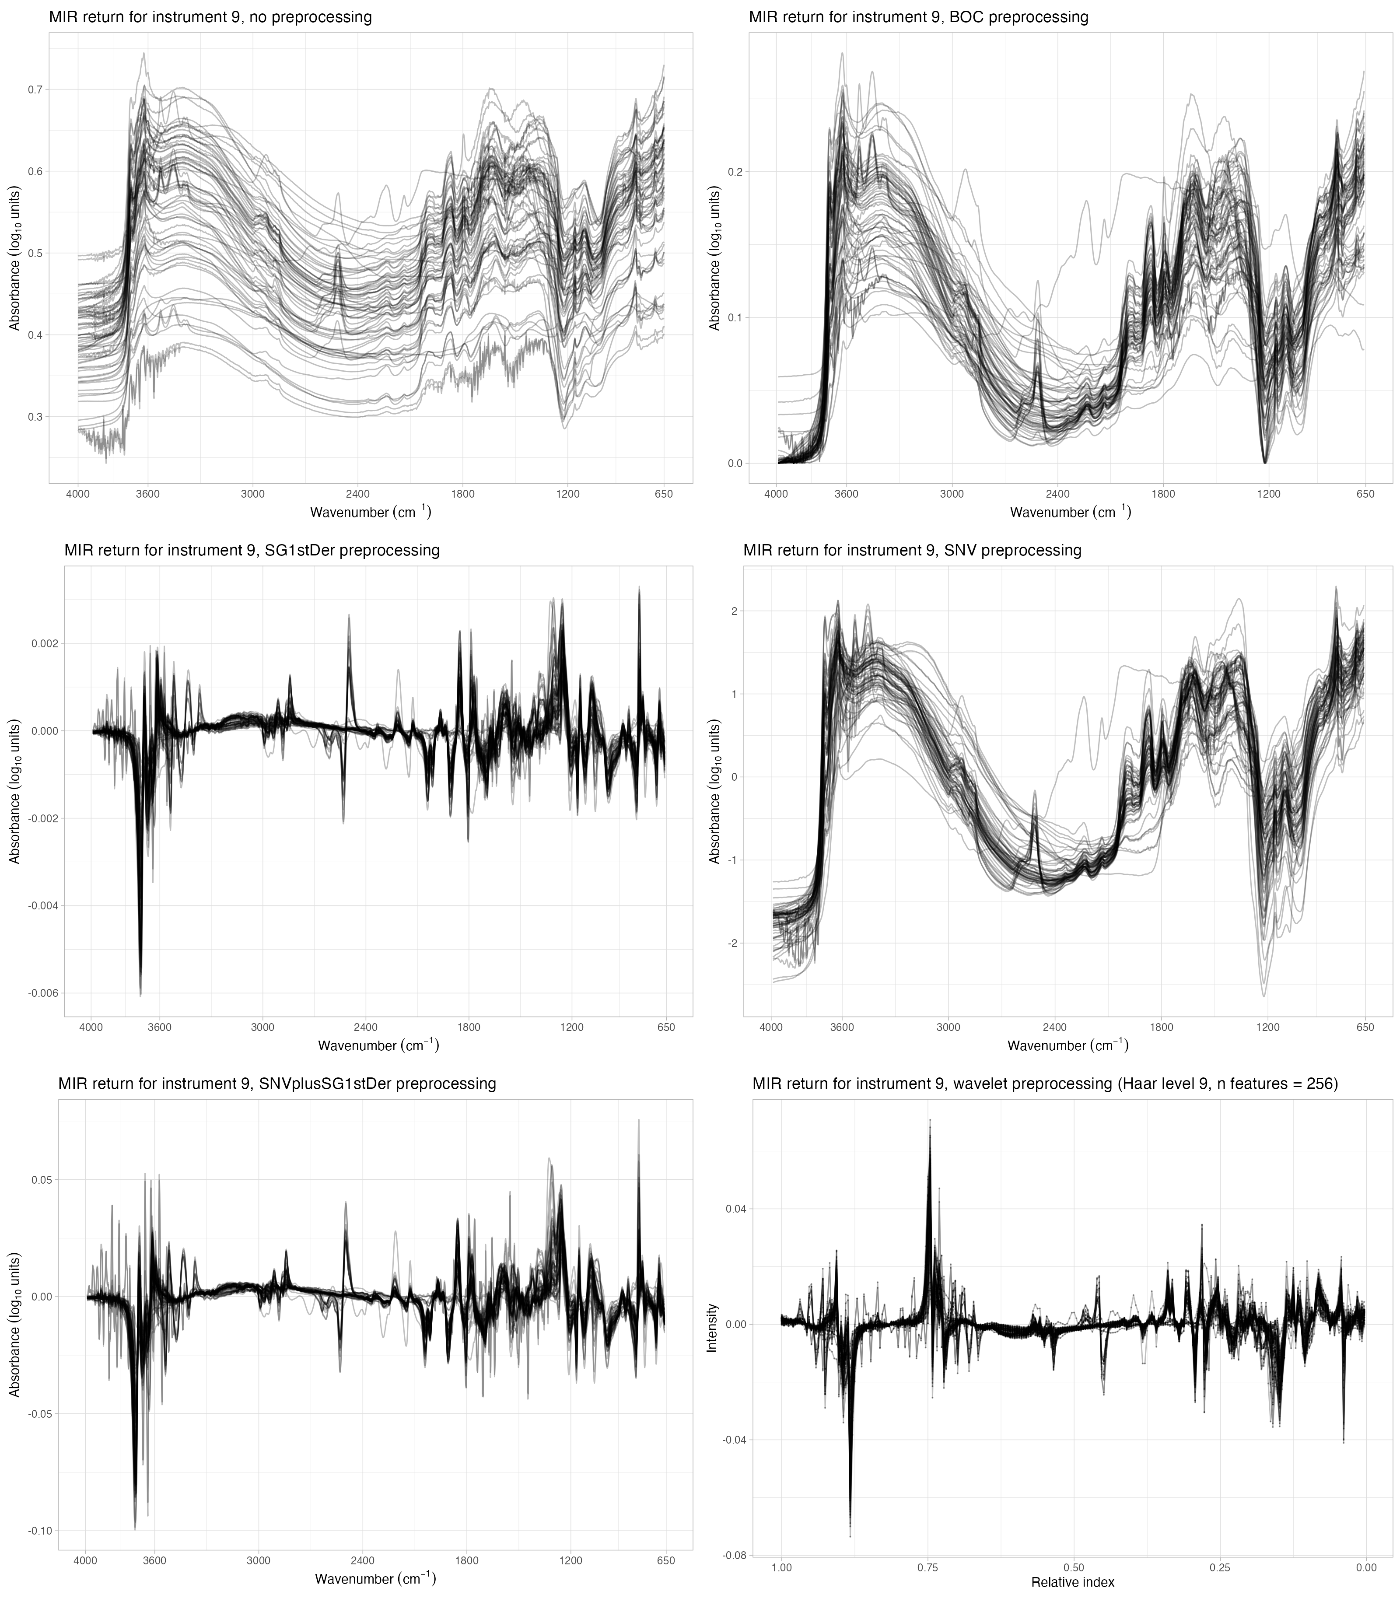 MIR return for instrument 9, no preprocessing
Absorbance (log₁₀ units)
0.7
0.6
0.5
0.4
0.3
4000 3600 3000 2400 1800 1200 650
Wavenumber (cm ⁻¹)
MIR return for instrument 9, BOC preprocessing
Absorbance (log₁₀ units)
0.2
0.1
0.0
4000 3600 3000 2400 1800 1200 650
Wavenumber (cm ⁻¹)
MIR return for instrument 9, SG1stDer preprocessing
Absorbance (log₁₀ units)
0.002
0.000
-0.002
-0.004
-0.006
4000 3600 3000 2400 1800 1200 650
Wavenumber (cm⁻¹)
MIR return for instrument 9, SNV preprocessing
Absorbance (log₁₀ units)
2
1
0
-1
-2
4000 3600 3000 2400 1800 1200 650
Wavenumber (cm⁻¹)
MIR return for instrument 9, SNVplusSG1stDer preprocessing
Absorbance (log₁₀ units)
0.05
0.00
-0.05
-0.10
4000 3600 3000 2400 1800 1200 650
Wavenumber (cm⁻¹)
MIR return for instrument 9, wavelet preprocessing (Haar level 9, n features = 256)
Intensity
0.04
0.00
-0.04
-0.08
1.00 0.75 0.50 0.25 0.00
Relative index